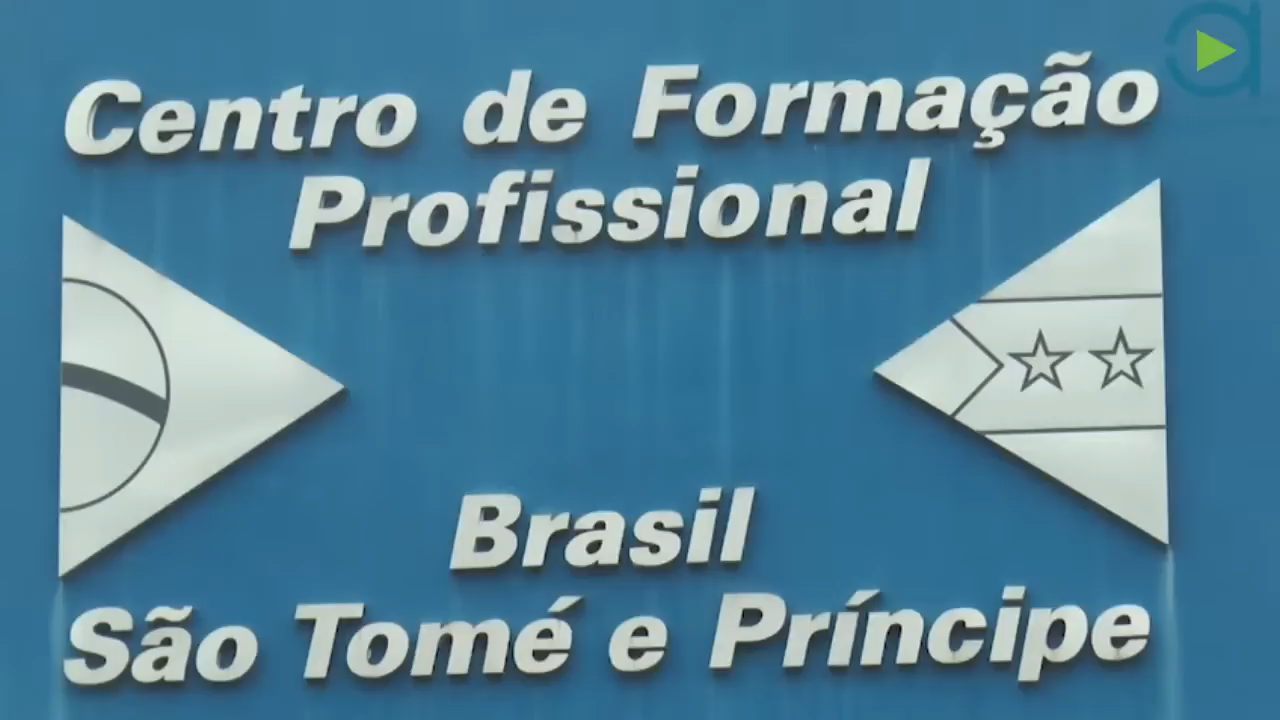 Centro de Formação
Profissional
Brasil
São Tomé e Príncipe